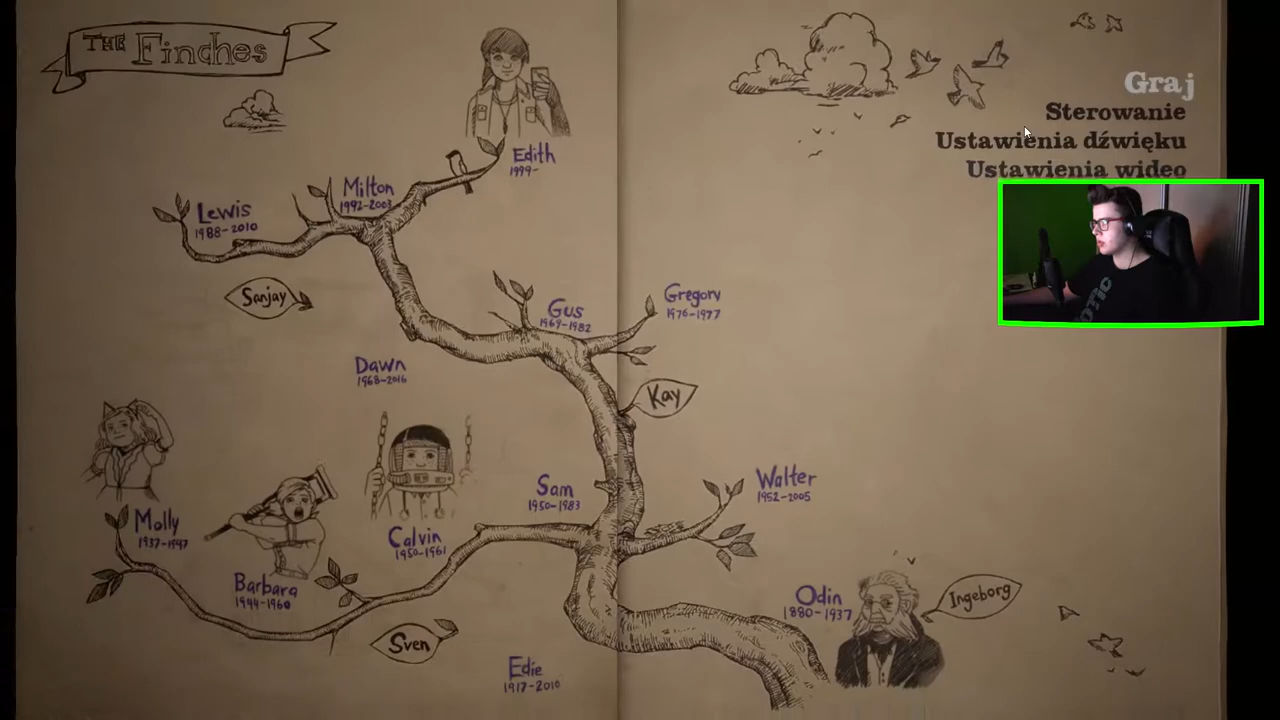 THE Finches
Graj
Sterowanie
Ustawienia dźwięku
Ustawienia wideo
Edith
1999-
Milton
1992-2003
Lewis
1988-2010
Sanjay
Gus
1969-1982
Gregory
1976-1977
Dawn
1968-2016
Kay
Sam
1950-1983
Walter
1952-2005
Calvin
1950-1961
Molly
1937-1947
Barbara
1944-1960
Sven
Odin
1880-1937
Ingeborg
Edie
1917-2010